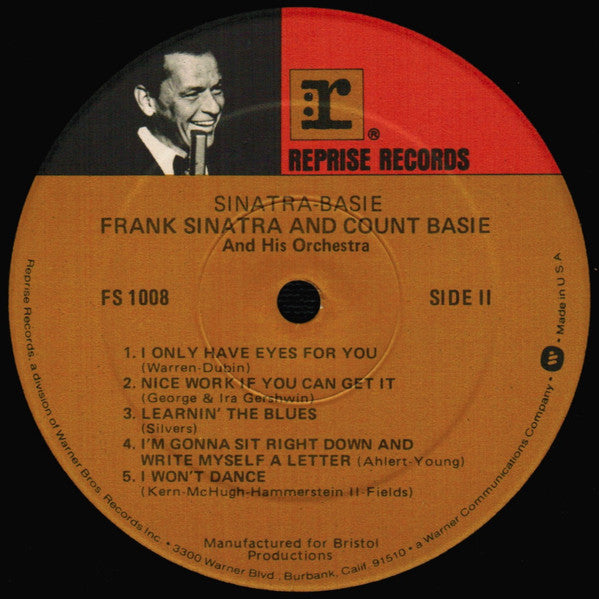 r
®
REPRISE RECORDS
SINATRA-BASIE
FRANK SINATRA AND COUNT BASIE
And His Orchestra
FS 1008
SIDE II
1. I ONLY HAVE EYES FOR YOU
(Warren-Dubin)
2. NICE WORK IF YOU CAN GET IT
(George & Ira Gershwin)
3. LEARNIN' THE BLUES
(Silvers)
4. I'M GONNA SIT RIGHT DOWN AND
WRITE MYSELF A LETTER (Ahlert-Young)
5. I WON'T DANCE
(Kern-McHugh-Hammerstein II-Fields)
Manufactured for Bristol
Productions
Reprise Records, a division of Warner Bros. Records Inc. • 3300 Warner Blvd., Burbank, Calif. 91510 • a Warner Communications Company. • W • Made in U.S.A.